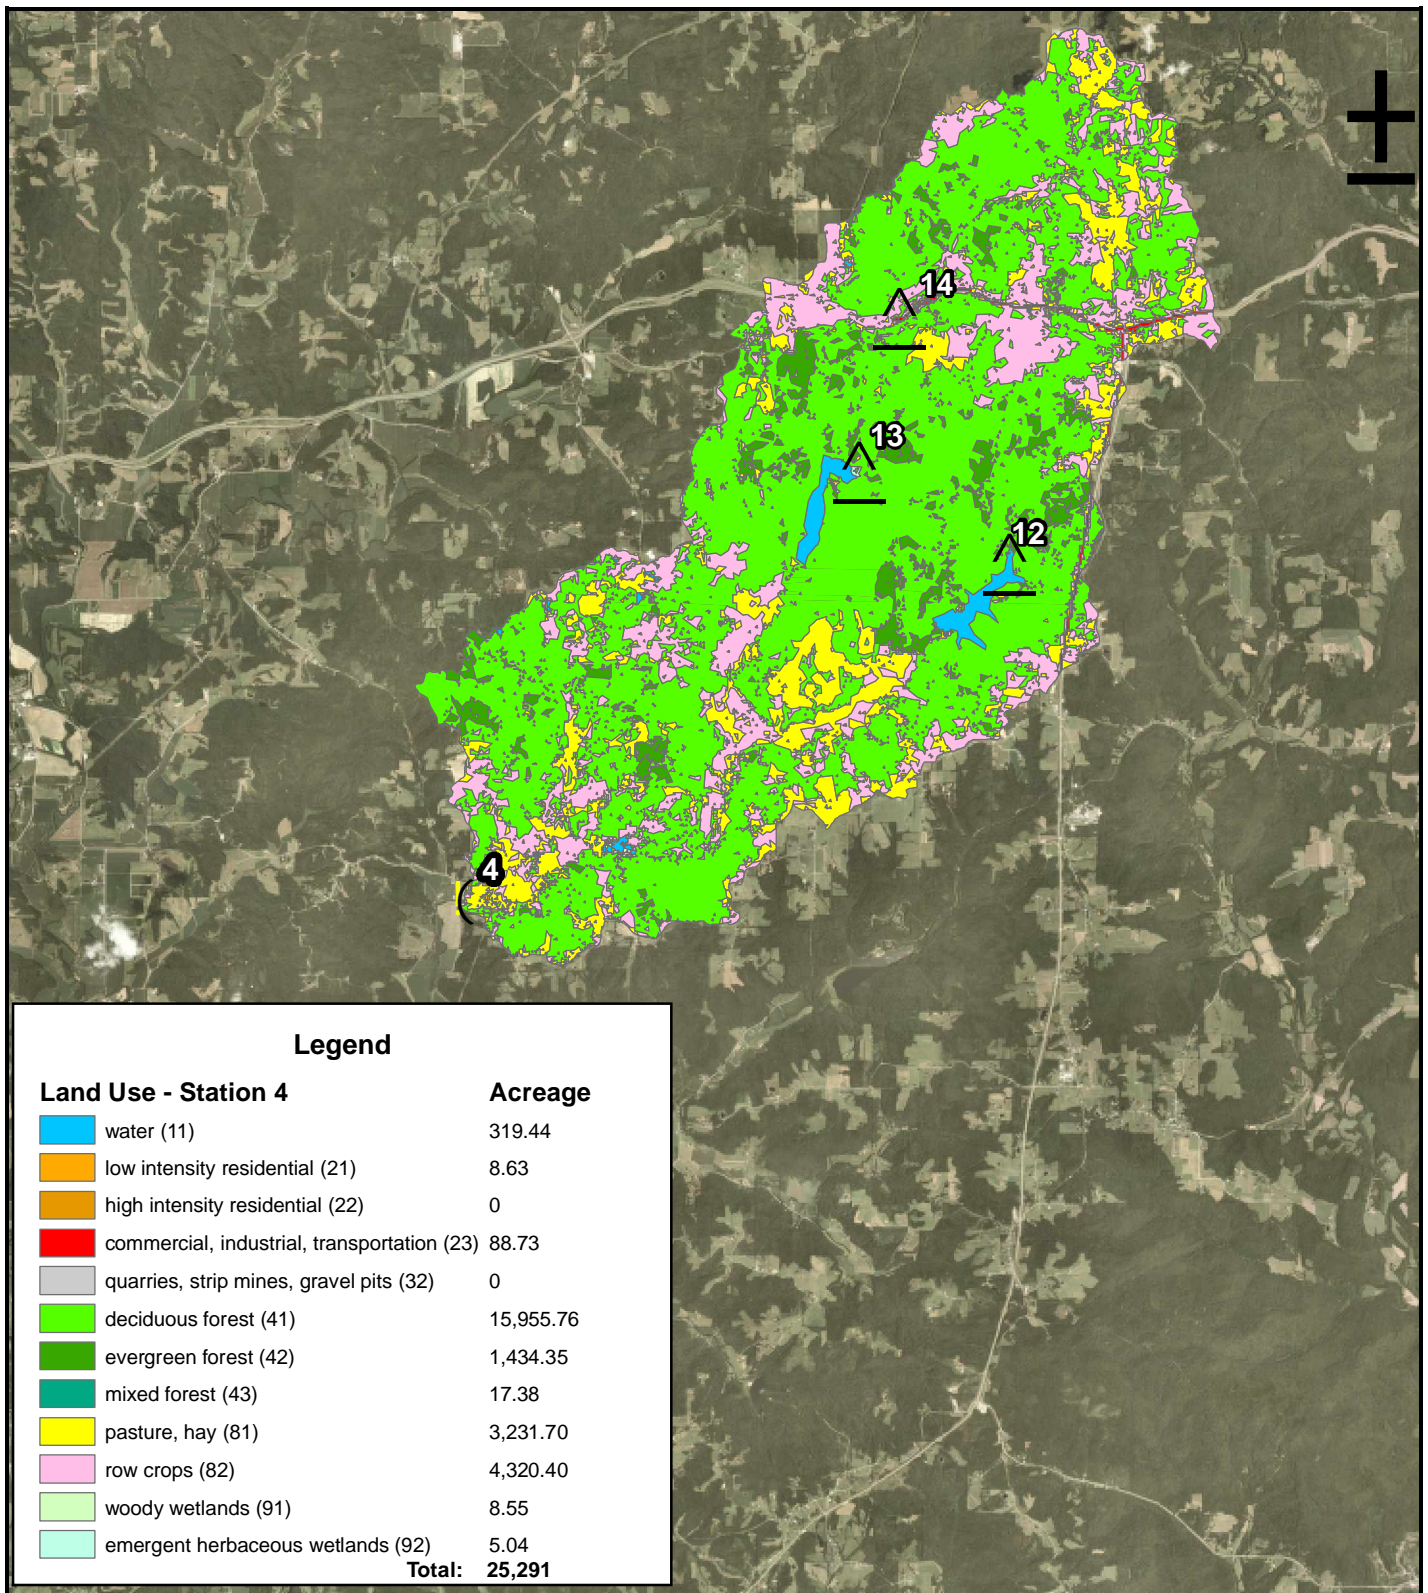 14
13
12
4
Legend
Land Use - Station 4 Acreage
water (11) 319.44
low intensity residential (21) 8.63
high intensity residential (22) 0
commercial, industrial, transportation (23) 88.73
quarries, strip mines, gravel pits (32) 0
deciduous forest (41) 15,955.76
evergreen forest (42) 1,434.35
mixed forest (43) 17.38
pasture, hay (81) 3,231.70
row crops (82) 4,320.40
woody wetlands (91) 8.55
emergent herbaceous wetlands (92) 5.04
Total: 25,291